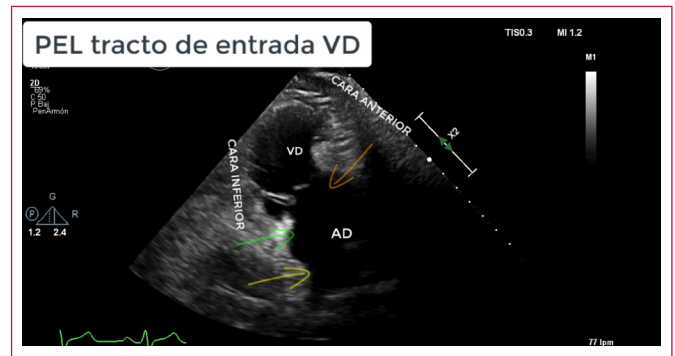 PEL tracto de entrada VD
TIS0.3 MI 1.2
M1
2D
69%
C 50
P Baj
PenArmón
CARA ANTERIOR
X2
CARA INFERIOR
VD
AD
G
P R
1.2 2.4
77 lpm